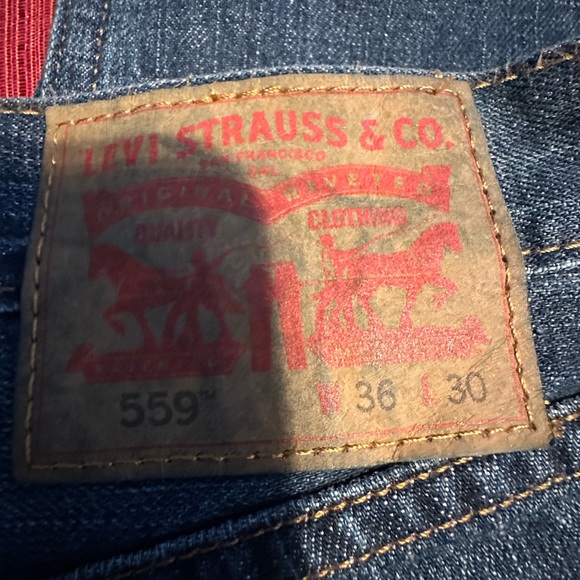 LEVI STRAUSS & CO.
SAN FRANCISCO
CAL.
ORIGINAL RIVETED
QUALITY CLOTHING
559™ W 36 L 30